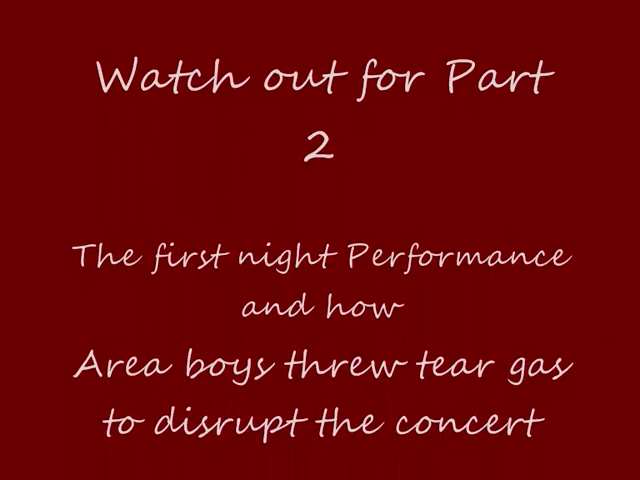 Watch out for Part
2
The first night Performance
and how
Area boys threw tear gas
to disrupt the concert